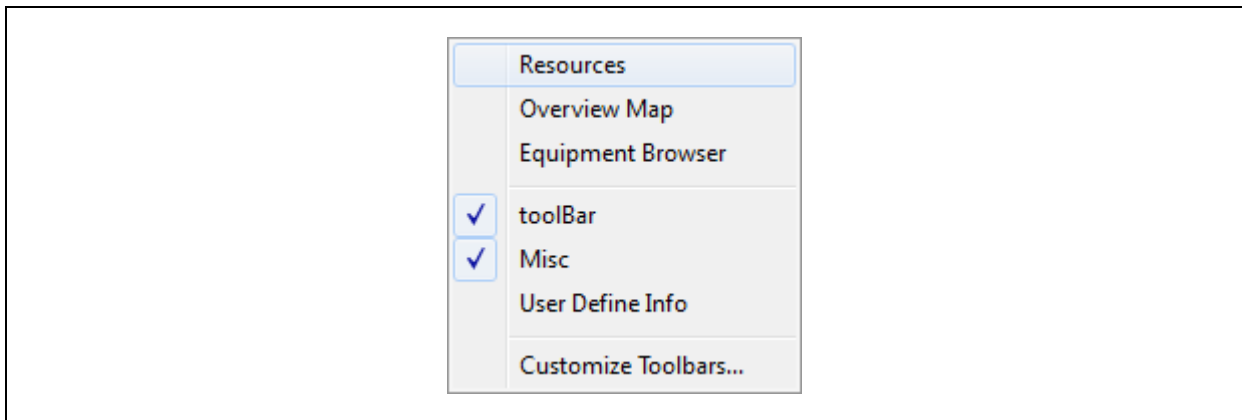 Resources
Overview Map
Equipment Browser
toolBar
Misc
User Define Info
Customize Toolbars...